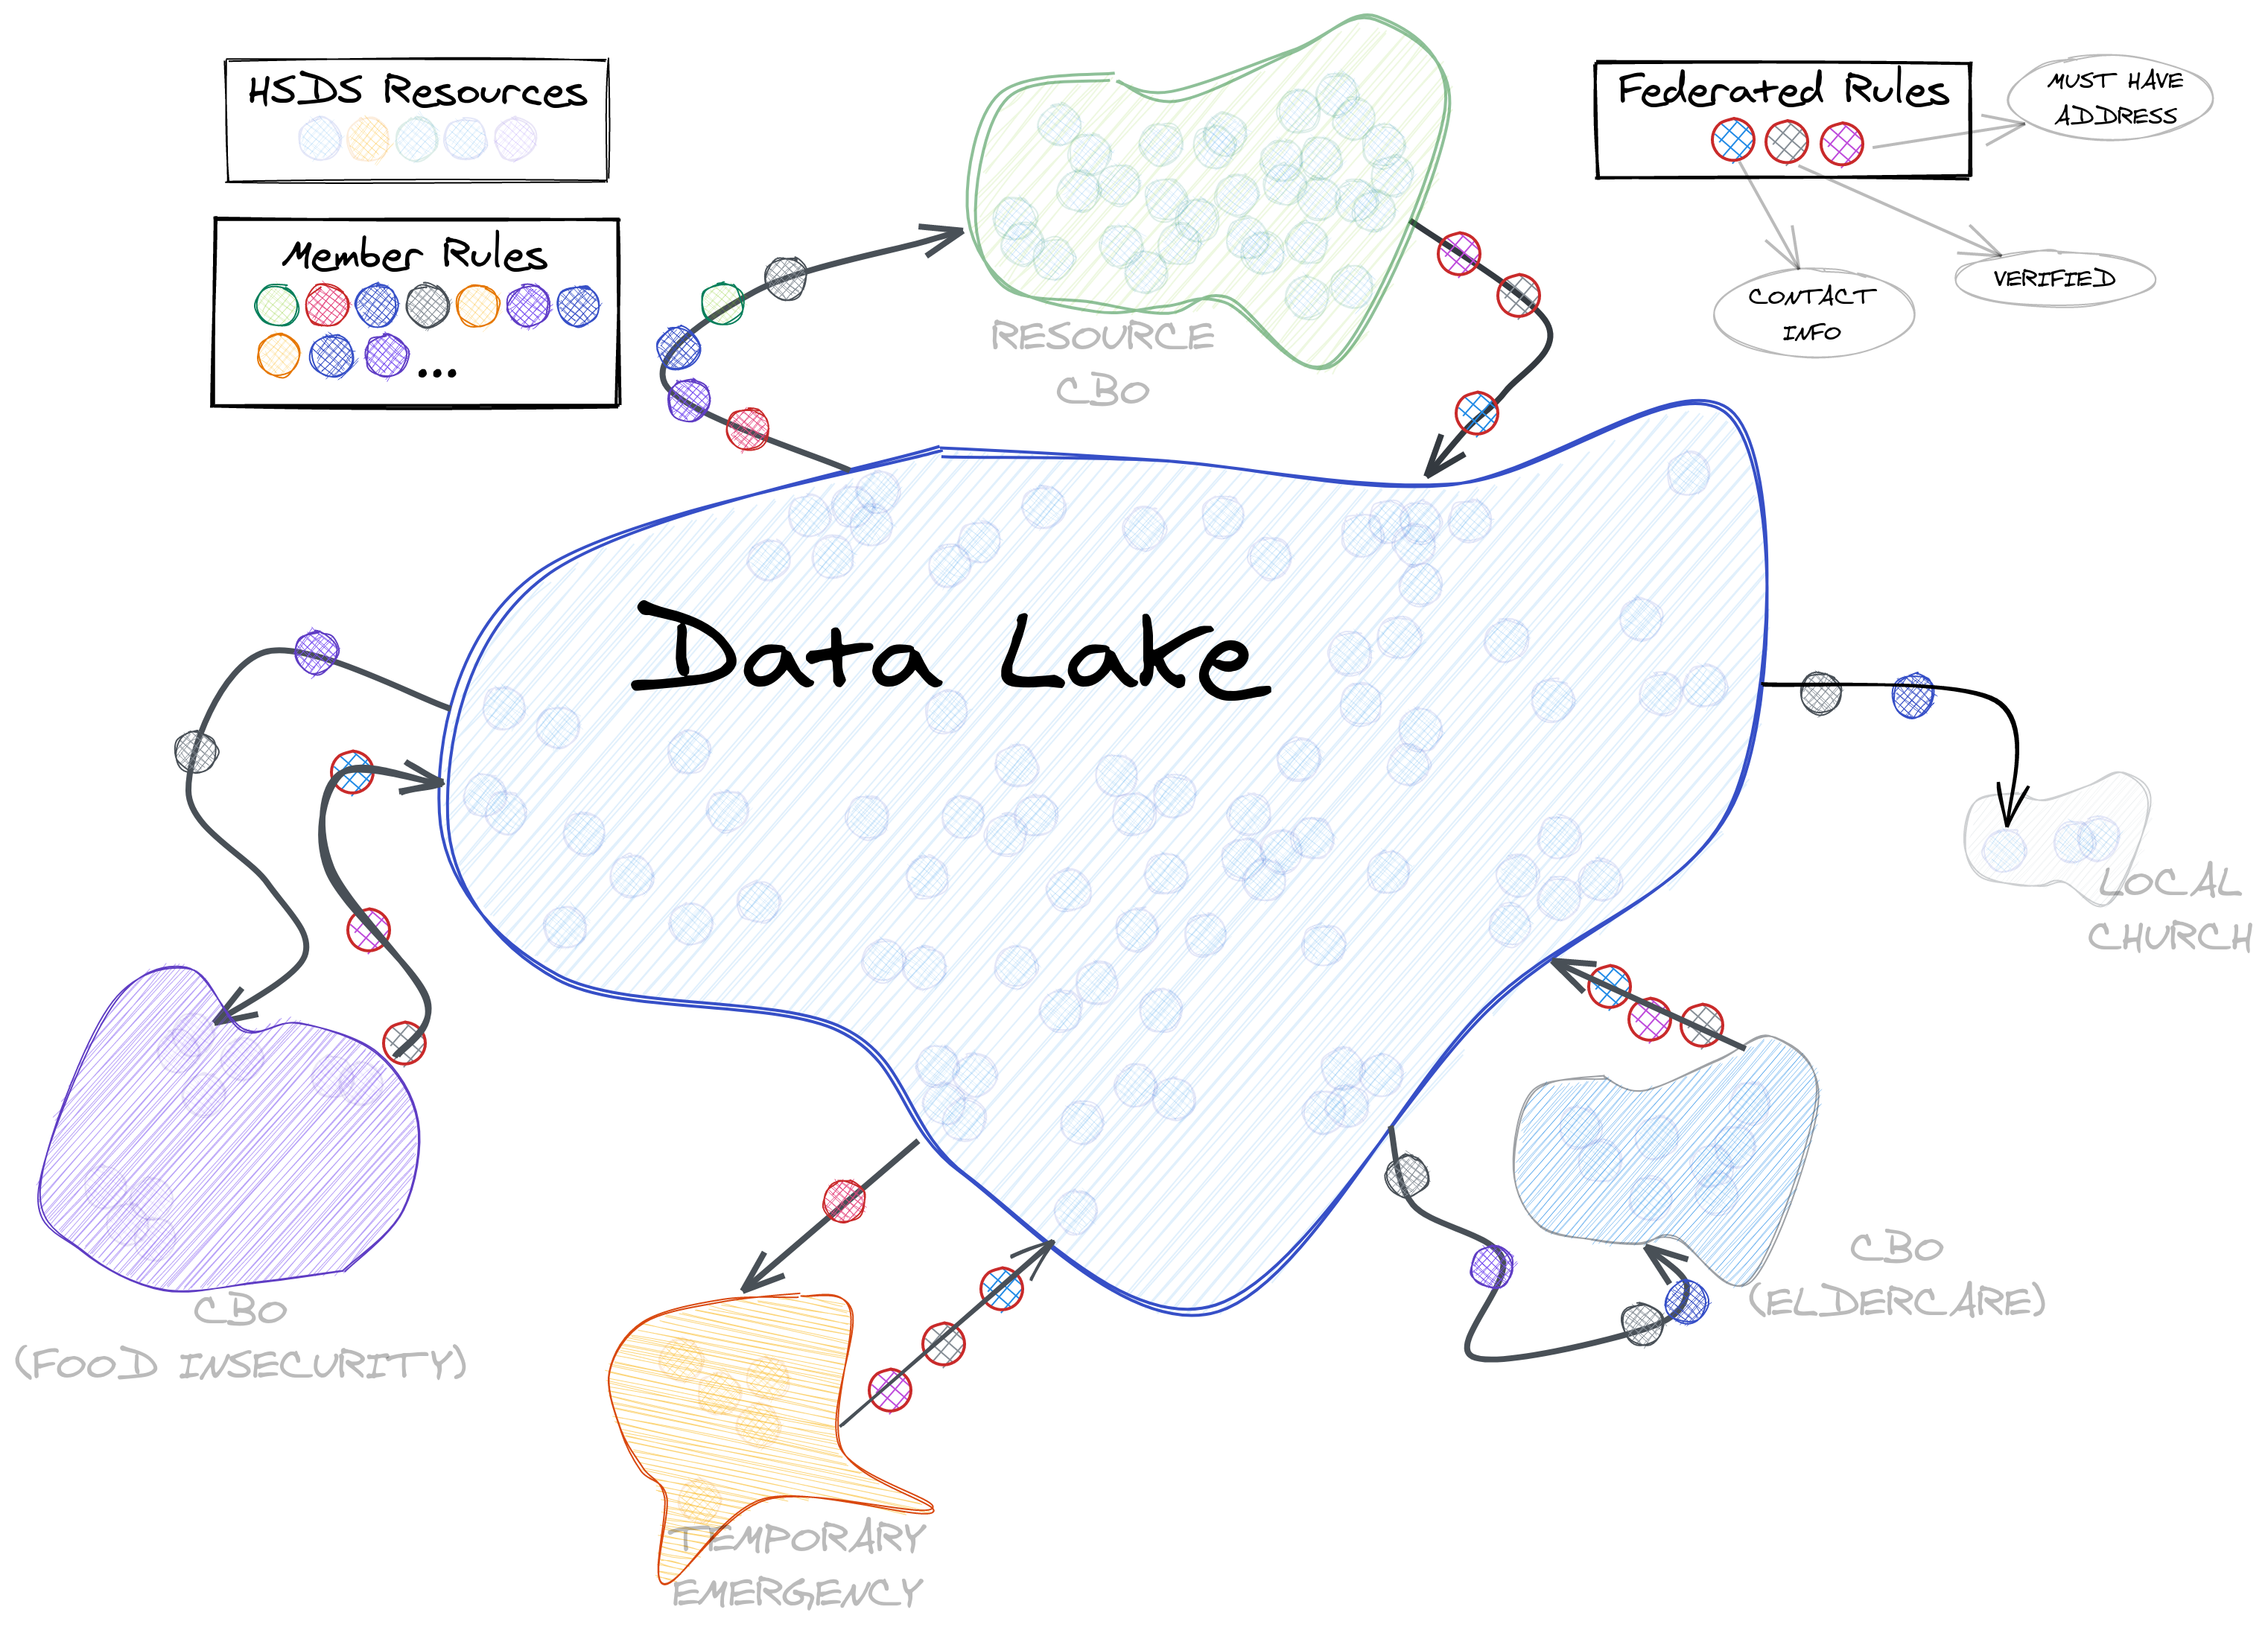 HSDS Resources
Member Rules
...
RESOURCE
CBO
Federated Rules
MUST HAVE
ADDRESS
CONTACT
INFO
VERIFIED
Data Lake
LOCAL
CHURCH
CBO
(FOOD INSECURITY)
CBO
(ELDERCARE)
TEMPORARY
EMERGENCY